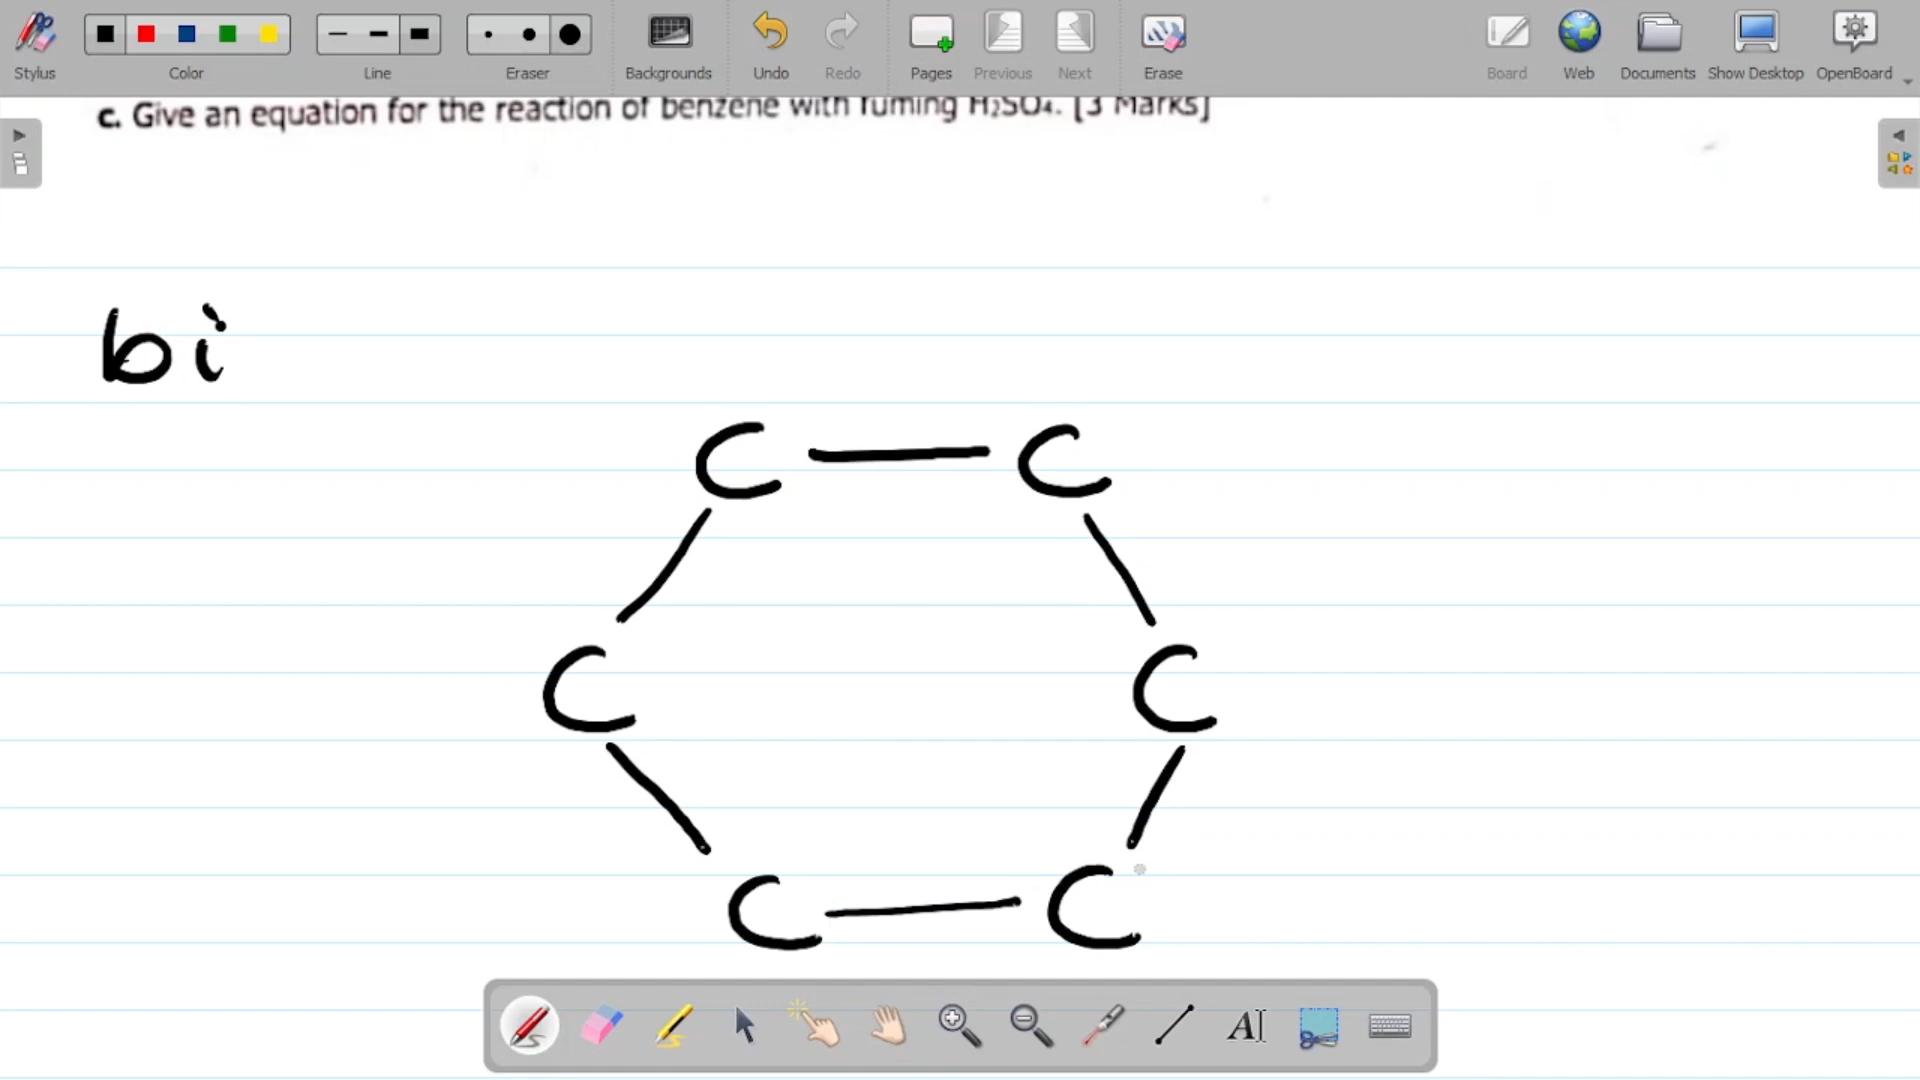 Stylus Color Line Eraser Backgrounds Undo Redo Pages Previous Next Erase Board Web Documents Show Desktop OpenBoard
c. Give an equation for the reaction of benzene with fuming H₂SO₄. [3 Marks]
bi
C — C
C C
C — C